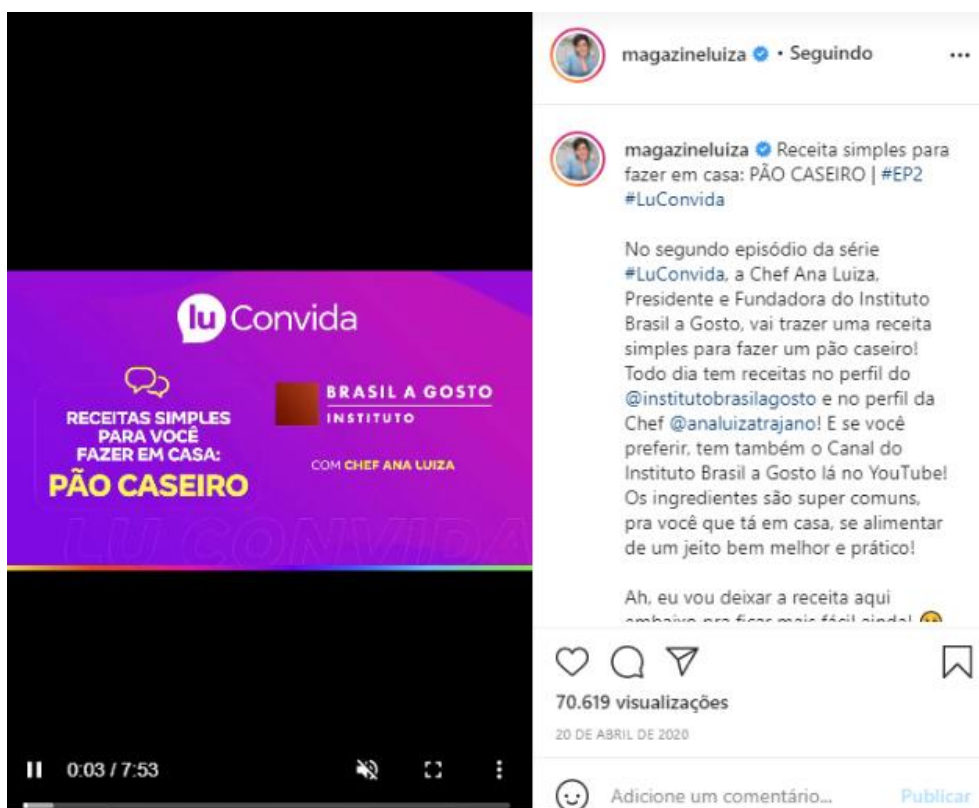 lu Convida
RECEITAS SIMPLES
PARA VOCÊ
FAZER EM CASA:
PÃO CASEIRO
BRASIL A GOSTO
INSTITUTO
COM CHEF ANA LUIZA
LU CONVIDA
0:03 / 7:53
magazineluiza • Seguindo
magazineluiza Receita simples para
fazer em casa: PÃO CASEIRO | #EP2
#LuConvida
No segundo episódio da série
#LuConvida, a Chef Ana Luiza,
Presidente e Fundadora do Instituto
Brasil a Gosto, vai trazer uma receita
simples para fazer um pão caseiro!
Todo dia tem receitas no perfil do
@institutobrasilagosto e no perfil da
Chef @analuizatrajano! E se você
preferir, tem também o Canal do
Instituto Brasil a Gosto lá no YouTube!
Os ingredientes são super comuns,
pra você que tá em casa, se alimentar
de um jeito bem melhor e prático!
Ah, eu vou deixar a receita aqui
embaixo pra ficar mais fácil ainda!
70.619 visualizações
20 DE ABRIL DE 2020
Adicione um comentário... Publicar